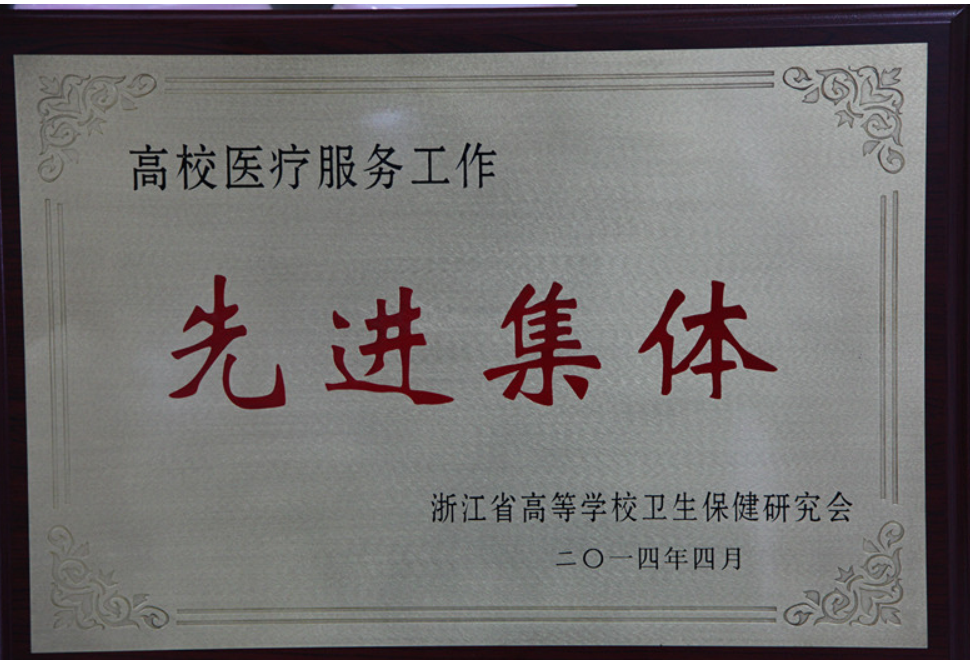 高校医疗服务工作
先进集体
浙江省高等学校卫生保健研究会
二〇一四年四月